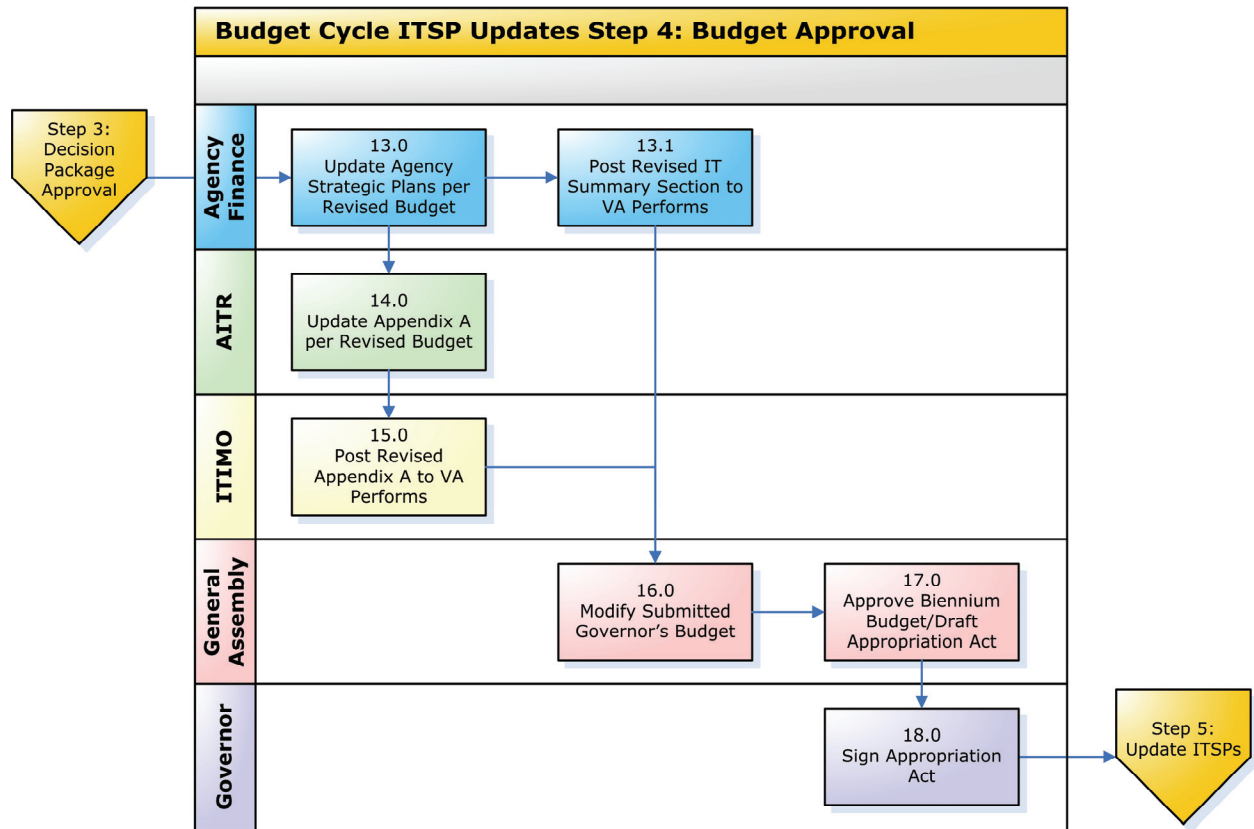 Budget Cycle ITSP Updates Step 4: Budget Approval
Step 3:
Decision
Package
Approval
Agency
Finance
13.0
Update Agency
Strategic Plans per
Revised Budget
13.1
Post Revised IT
Summary Section to
VA Performs
AITR
14.0
Update Appendix A
per Revised Budget
ITIMO
15.0
Post Revised
Appendix A to VA
Performs
General
Assembly
16.0
Modify Submitted
Governor’s Budget
17.0
Approve Biennium
Budget/Draft
Appropriation Act
Governor
18.0
Sign Appropriation
Act
Step 5:
Update ITSPs